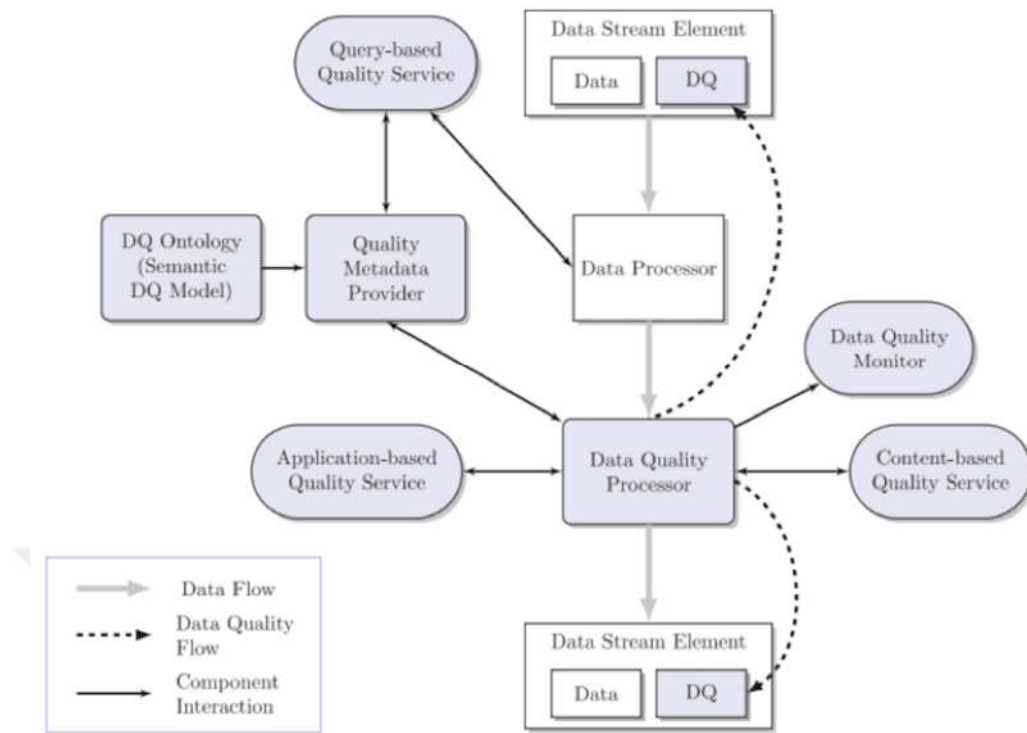 Query-based
Quality Service
Data Stream Element
Data
DQ
DQ Ontology
(Semantic
DQ Model)
Quality
Metadata
Provider
Data Processor
Data Quality
Monitor
Application-based
Quality Service
Data Quality
Processor
Content-based
Quality Service
Data Flow
Data Quality
Flow
Component
Interaction
Data Stream Element
Data
DQ